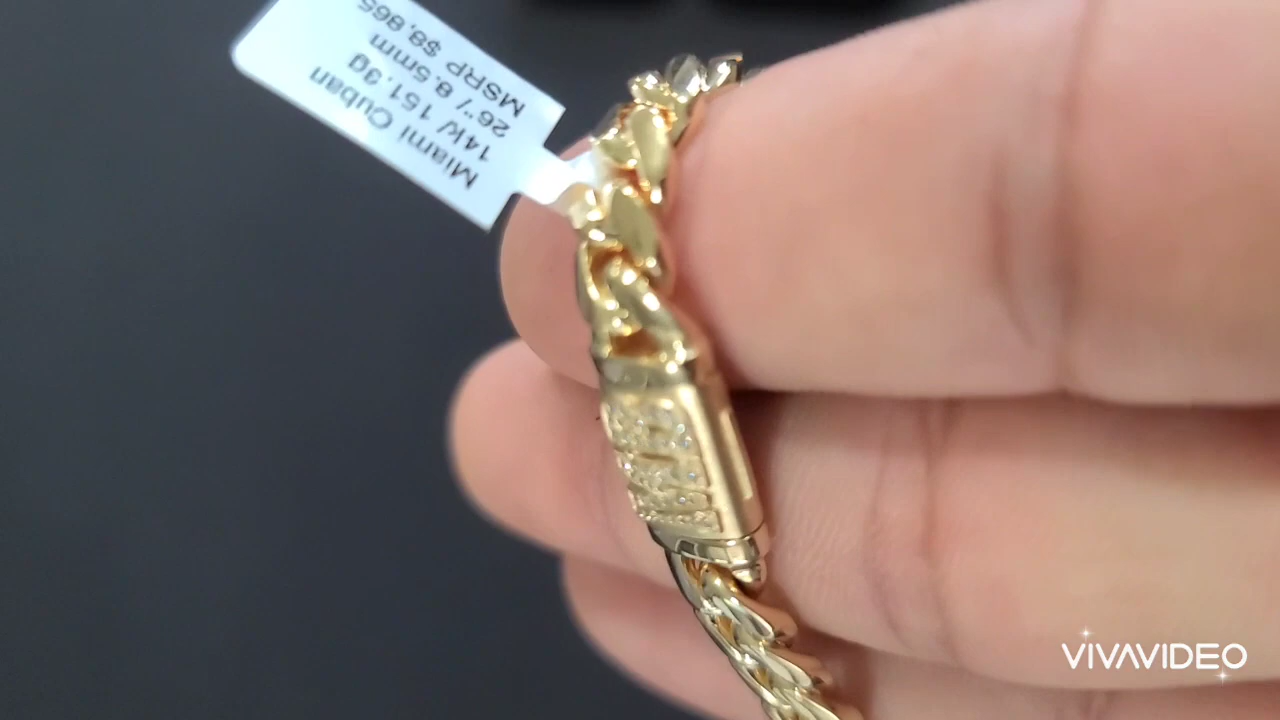 Miami Cuban
14k/ 151.3g
26"/ 8.5mm
MSRP $8,865
VIVAVIDEO